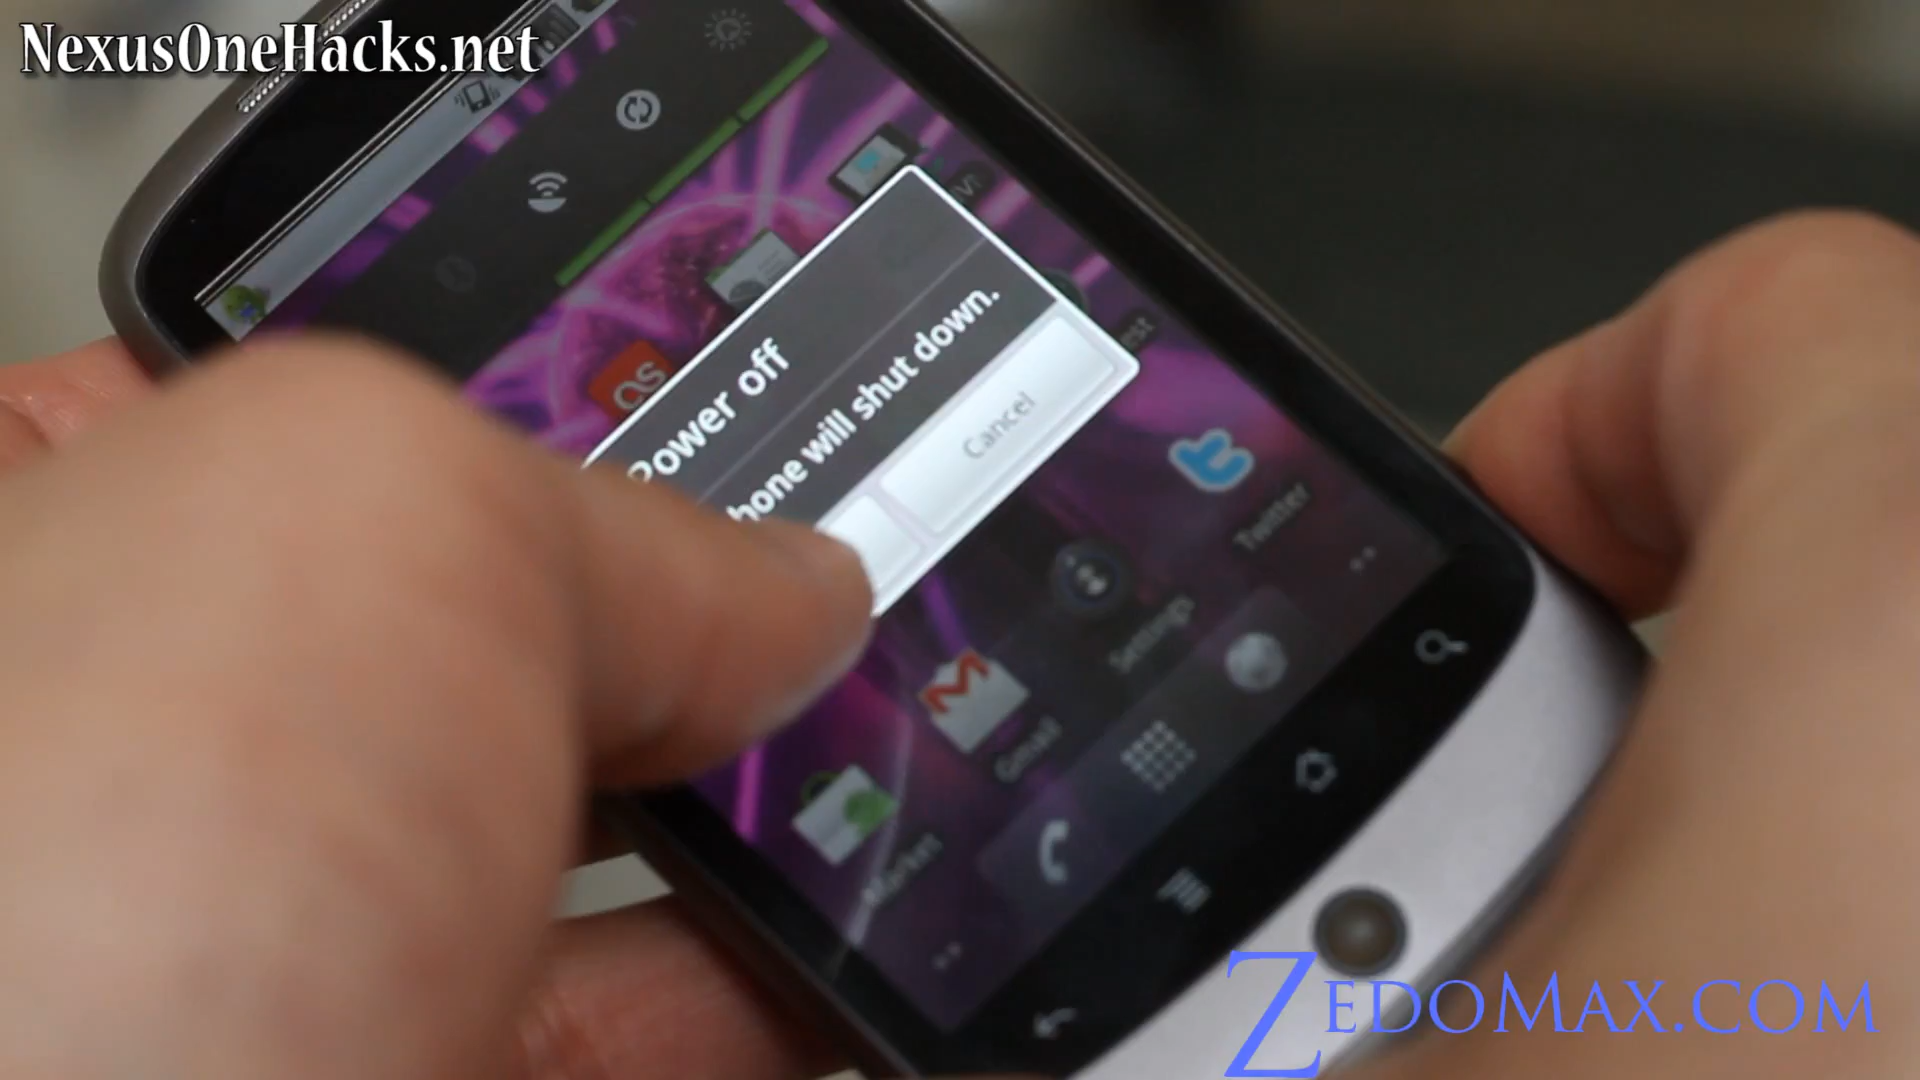 NexusOneHacks.net
Power off
hone will shut down.
Cancel
Twitter
Settings
Gmail
Market
ZEDOMAX.COM